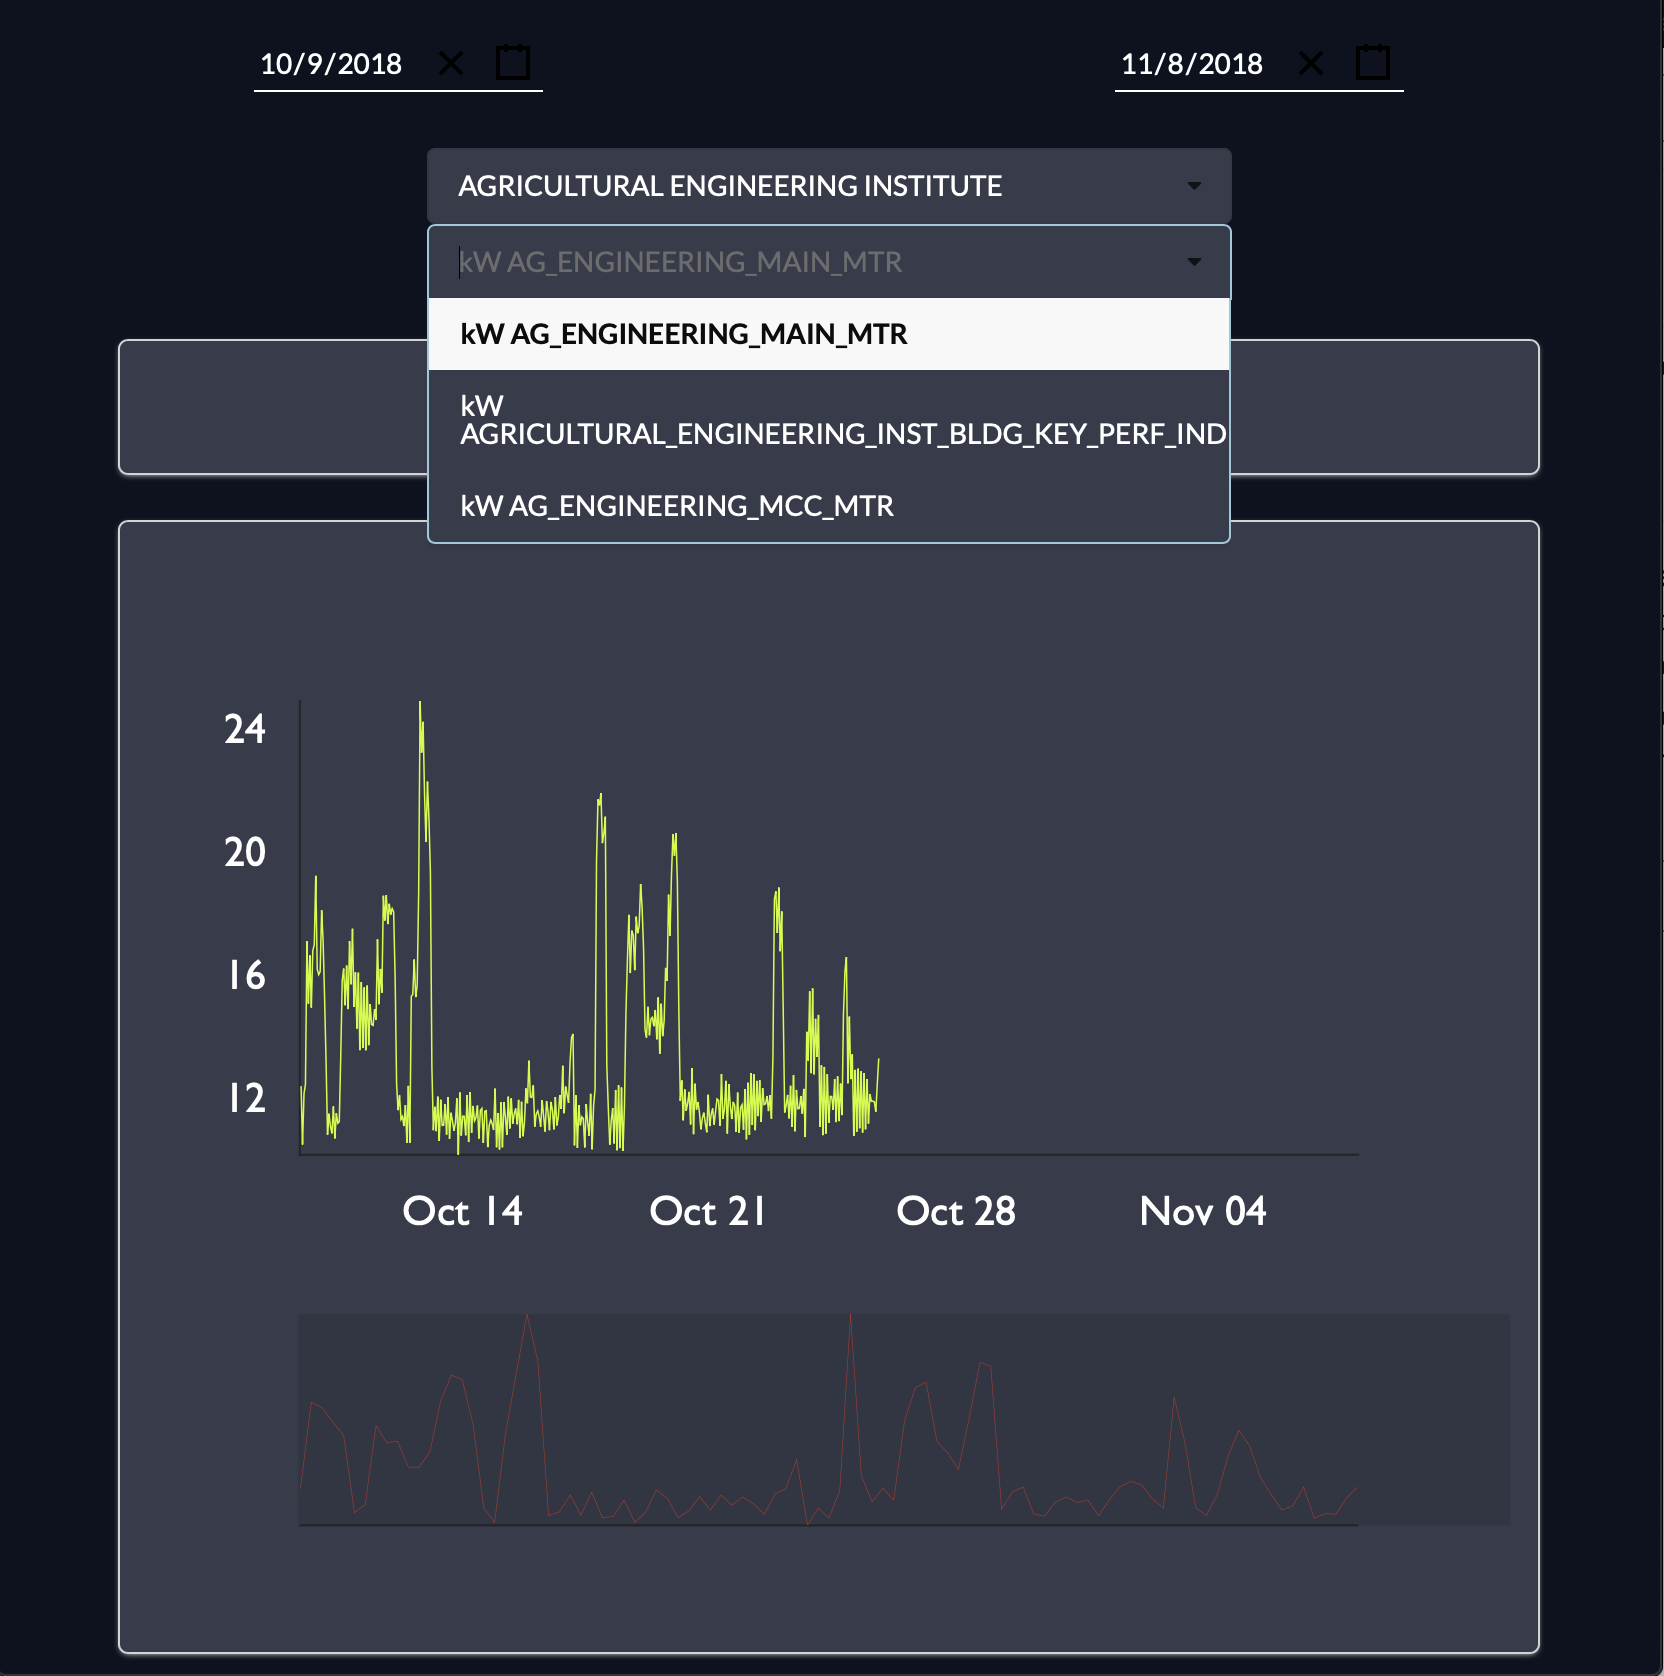 10/9/2018
11/8/2018
AGRICULTURAL ENGINEERING INSTITUTE
kW AG_ENGINEERING_MAIN_MTR
kW AG_ENGINEERING_MAIN_MTR
kW
AGRICULTURAL_ENGINEERING_INST_BLDG_KEY_PERF_IND
kW AG_ENGINEERING_MCC_MTR
24
20
16
12
Oct 14
Oct 21
Oct 28
Nov 04